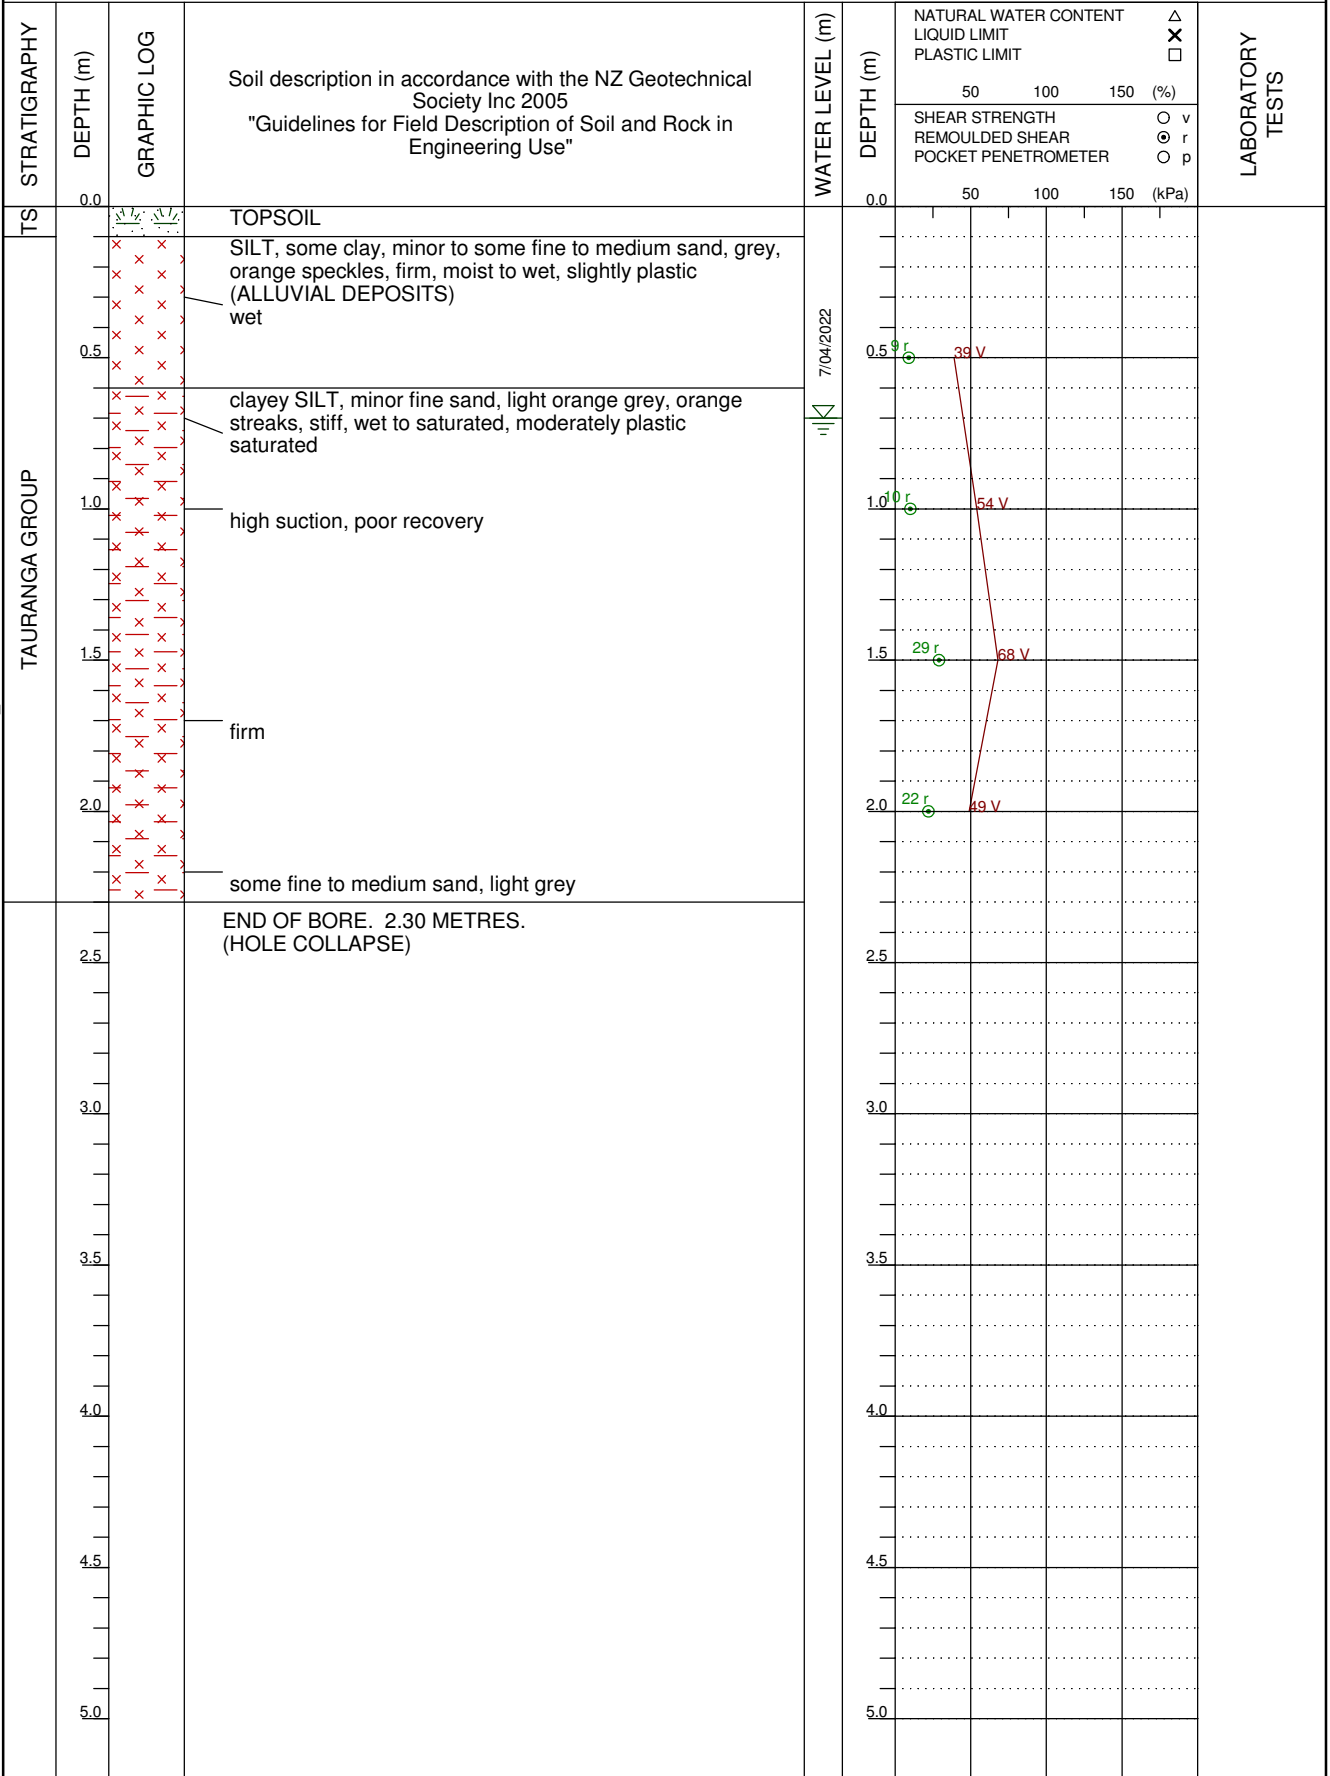 STRATIGRAPHY
DEPTH (m)
GRAPHIC LOG
Soil description in accordance with the NZ Geotechnical
Society Inc 2005
"Guidelines for Field Description of Soil and Rock in
Engineering Use"
WATER LEVEL (m)
DEPTH (m)
NATURAL WATER CONTENT
LIQUID LIMIT
PLASTIC LIMIT
50 100 150 (%)
SHEAR STRENGTH v
REMOULDED SHEAR r
POCKET PENETROMETER p
50 100 150 (kPa)
LABORATORY
TESTS
0.0 0.0
TS
TOPSOIL
SILT, some clay, minor to some fine to medium sand, grey,
orange speckles, firm, moist to wet, slightly plastic
(ALLUVIAL DEPOSITS)
wet
7/04/2022
0.5 0.5 9 r 39 V
clayey SILT, minor fine sand, light orange grey, orange
streaks, stiff, wet to saturated, moderately plastic
saturated
TAURANGA GROUP
1.0 1.0 10 r 54 V
high suction, poor recovery
1.5 1.5 29 r 68 V
firm
2.0 2.0 22 r 49 V
some fine to medium sand, light grey
END OF BORE. 2.30 METRES.
(HOLE COLLAPSE)
2.5 2.5
3.0 3.0
3.5 3.5
4.0 4.0
4.5 4.5
5.0 5.0